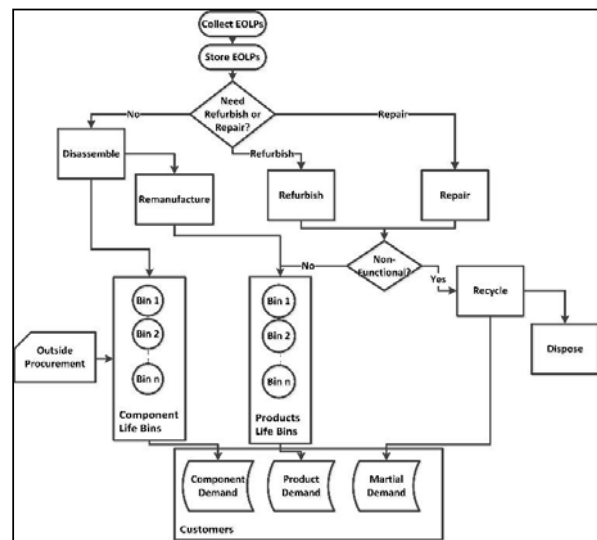 Collect EOLPs
Store EOLPs
Need
Refurbish or
Repair?
No
Repair
Refurbish
Disassemble
Remanufacture
Refurbish
Repair
Non-
Functional?
No
Yes
Recycle
Dispose
Outside
Procurement
Bin 1
Bin 2
Bin n
Component
Life Bins
Bin 1
Bin 2
Bin n
Products
Life Bins
Component
Demand
Product
Demand
Martial
Demand
Customers